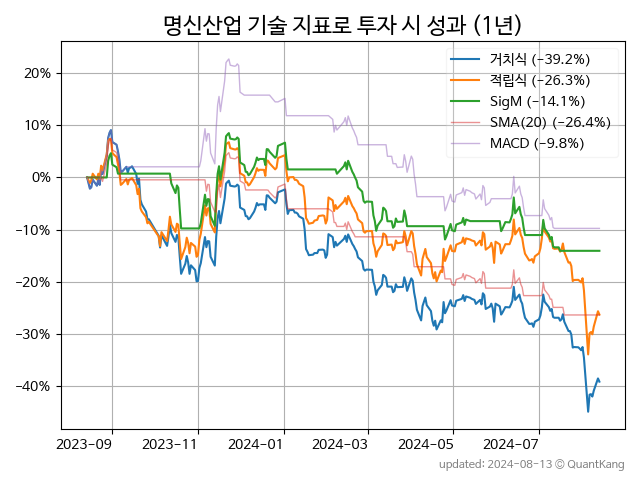 명신산업 기술 지표로 투자 시 성과 (1년)
거치식 (−39.2%)
적립식 (−26.3%)
SigM (−14.1%)
SMA(20) (−26.4%)
MACD (−9.8%)
20%
10%
0%
−10%
−20%
−30%
−40%
2023-09 2023-11 2024-01 2024-03 2024-05 2024-07
updated: 2024-08-13 © QuantKang